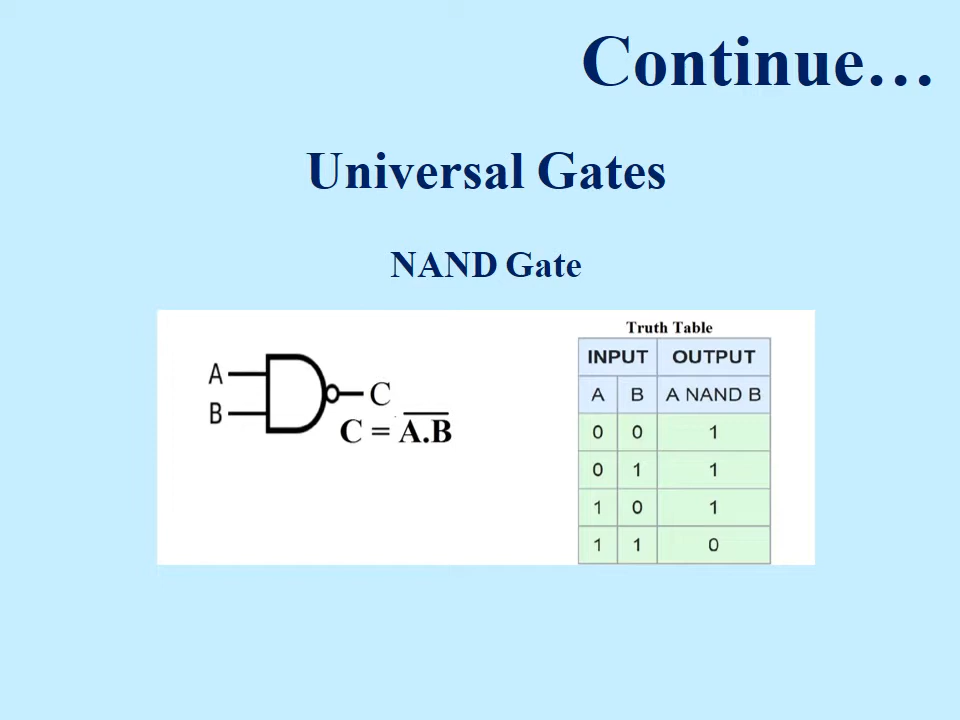 Continue…
Universal Gates
NAND Gate
A
B
C
C = A̅.̅B̅
Truth Table
INPUT OUTPUT
A B A NAND B
0 0 1
0 1 1
1 0 1
1 1 0